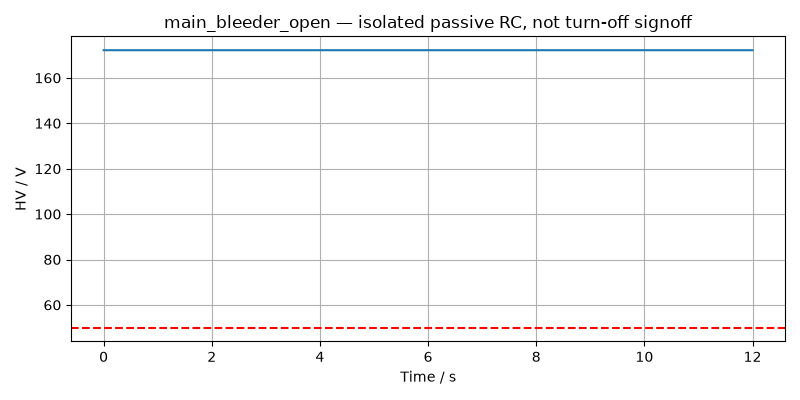 main_bleeder_open — isolated passive RC, not turn-off signoff
160
140
120
100
80
60
HV / V
0 2 4 6 8 10 12
Time / s